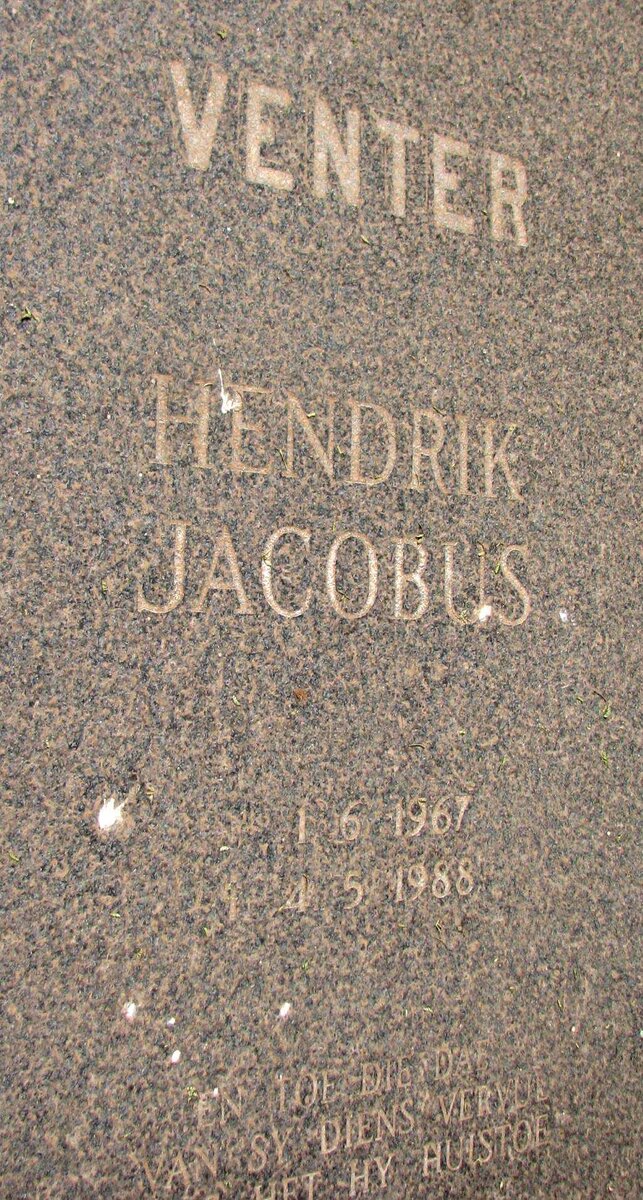 VENTER
HENDRIK
JACOBUS
1 6 1967
4 5 1988
EN TOE DIE DAE
VAN SY DIENS VERVUL
HET HY HUISTOE